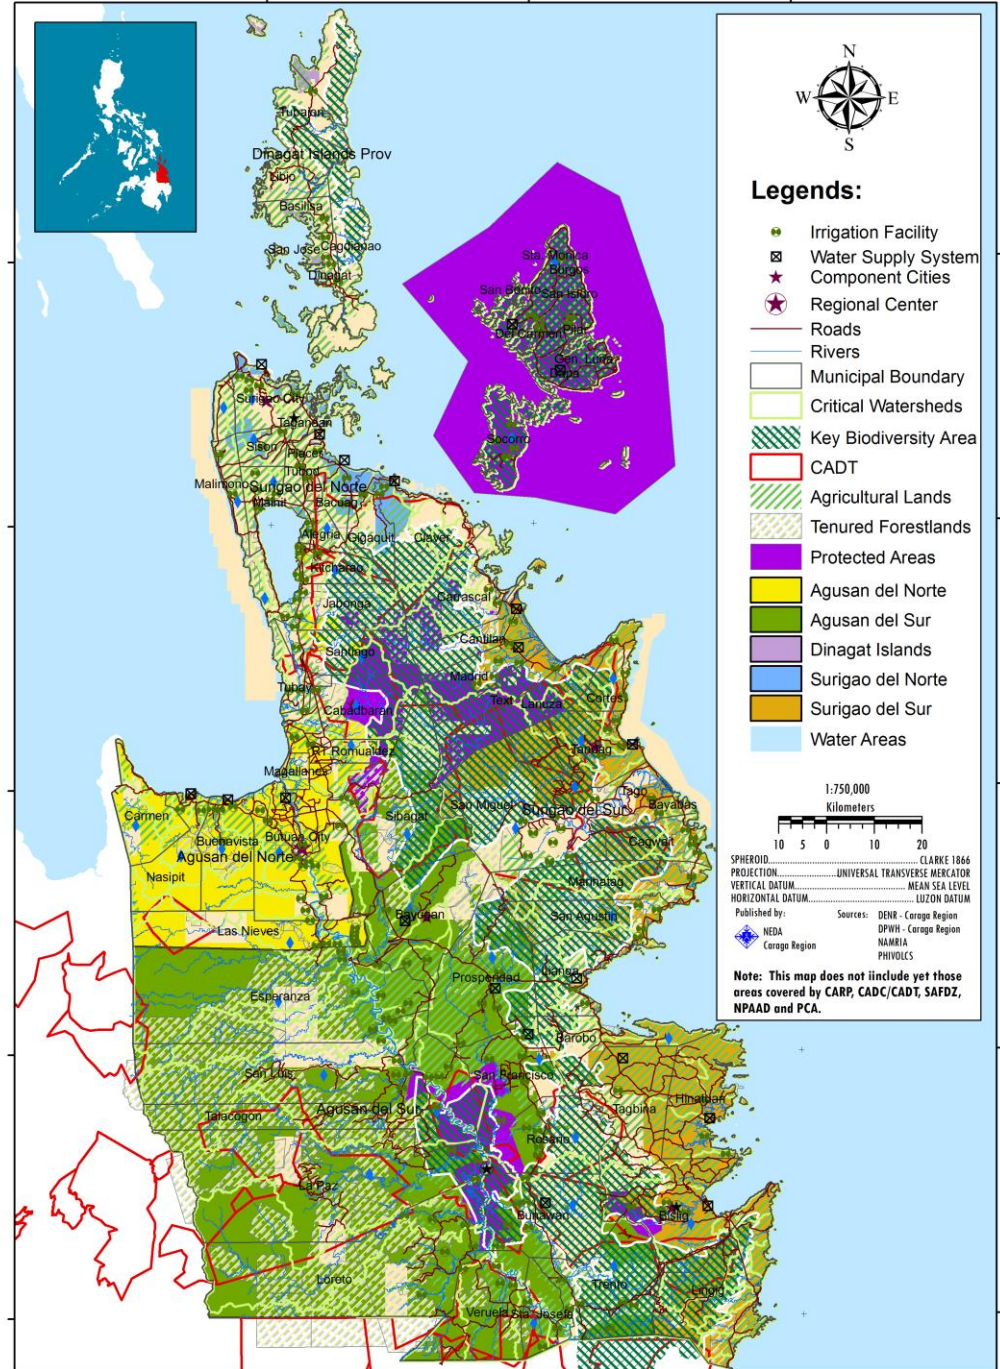 N
W E
S
Legends:
Irrigation Facility
Water Supply System
Component Cities
Regional Center
Roads
Rivers
Municipal Boundary
Critical Watersheds
Key Biodiversity Area
CADT
Agricultural Lands
Tenured Forestlands
Protected Areas
Agusan del Norte
Agusan del Sur
Dinagat Islands
Surigao del Norte
Surigao del Sur
Water Areas
1:750,000
Kilometers
10 5 0 10 20
SPHEROID CLARKE 1866
PROJECTION UNIVERSAL TRANSVERSE MERCATOR
VERTICAL DATUM MEAN SEA LEVEL
HORIZONTAL DATUM LUZON DATUM
Published by: Sources: DENR - Caraga Region
DPWH - Caraga Region
NEDA
Caraga Region
NAMRIA
PHIVOLCS
Note: This map does not iinclude yet those
areas covered by CARP, CADC/CADT, SAFDZ,
NPAAD and PCA.
Tubajon
Dinagat Islands Prov
Libjo
Basilisa
San Jose
Cagdianao
Dinagat
Sta. Monica
Borgos
San Benito
San Isidro
Del Carmen
Pilar
Gen. Luna
Dapa
Socorro
Surigao City
Taganaan
Sison
Placer
Tubod
Malimono
Surigao del Norte
Mainit
Bacuag
Alegria
Gigaquit
Claver
Kitcharao
Jabonga
Carrascal
Cantilan
Santiago
Madrid
Tubay
Cabadbaran
Text
Lanuza
Cortes
RT Romualdez
Tandag
Magallanes
Tago
Bayabas
Carmen
San Miguel
Surigao del Sur
Sibagat
Buenavista
Butuan City
Cagwait
Agusan del Norte
Nasipit
Marihatag
Bayugan
San Agustin
Las Nieves
Prosperidad
Lianga
Esperanza
Barobo
San Luis
San Francisco
Talacogon
Agusan del Sur
Tagbina
Hinatuan
Rosario
La Paz
Bunawan
Bislig
Loreto
Trento
Lingig
Veruela
Sta. Josefa